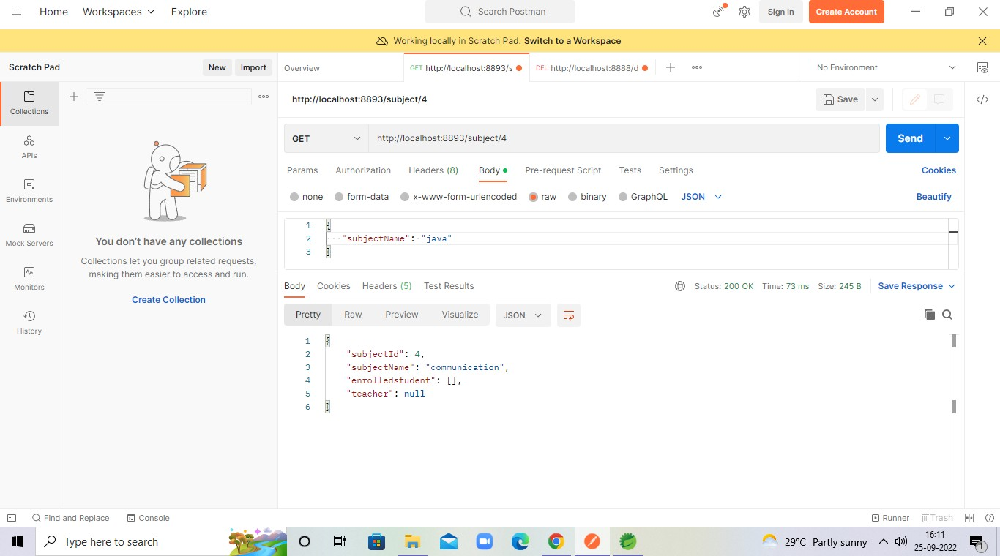 Home Workspaces Explore Search Postman Sign In Create Account
Working locally in Scratch Pad. Switch to a Workspace
Scratch Pad New Import Overview GET http://localhost:8893/s DEL http://localhost:8888/d No Environment
http://localhost:8893/subject/4 Save
Collections
GET http://localhost:8893/subject/4 Send
APIs
Params Authorization Headers (8) Body Pre-request Script Tests Settings Cookies
none form-data x-www-form-urlencoded raw binary GraphQL JSON Beautify
Environments
1 {
2 "subjectName": "java"
3 }
Mock Servers
You don't have any collections
Collections let you group related requests,
making them easier to access and run.
Create Collection
Monitors
History
Body Cookies Headers (5) Test Results Status: 200 OK Time: 73 ms Size: 245 B Save Response
Pretty Raw Preview Visualize JSON
1 {
2 "subjectId": 4,
3 "subjectName": "communication",
4 "enrolledstudent": [],
5 "teacher": null
6 }
Find and Replace Console Runner Trash
Type here to search 29°C Partly sunny 16:11
25-09-2022 1